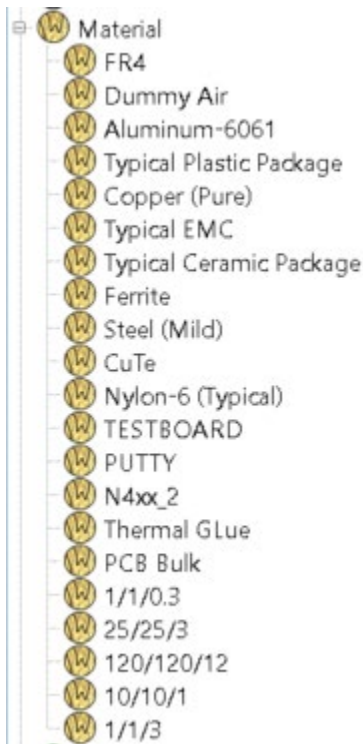 Material
FR4
Dummy Air
Aluminum-6061
Typical Plastic Package
Copper (Pure)
Typical EMC
Typical Ceramic Package
Ferrite
Steel (Mild)
CuTe
Nylon-6 (Typical)
TESTBOARD
PUTTY
N4xx_2
Thermal GLue
PCB Bulk
1/1/0.3
25/25/3
120/120/12
10/10/1
1/1/3